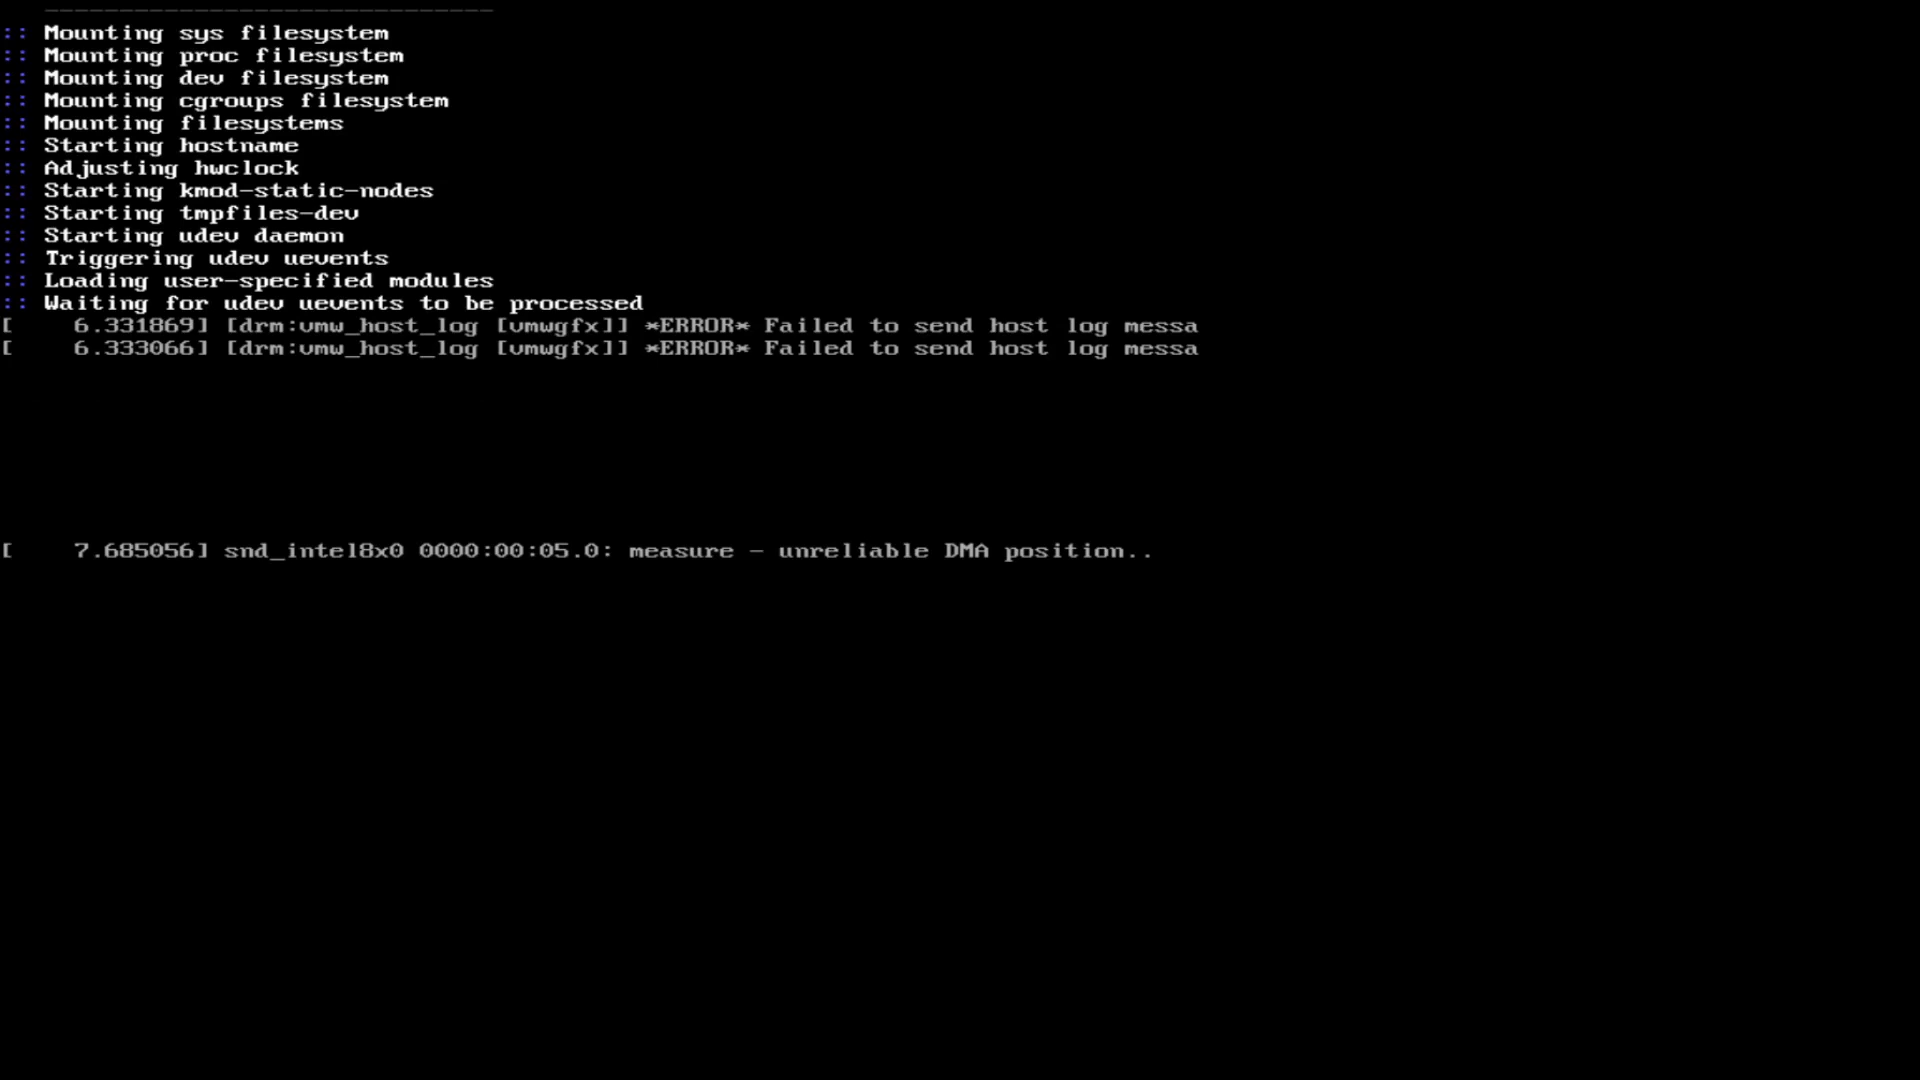 :: Mounting sys filesystem
:: Mounting proc filesystem
:: Mounting dev filesystem
:: Mounting cgroups filesystem
:: Mounting filesystems
:: Starting hostname
:: Adjusting hwclock
:: Starting kmod-static-nodes
:: Starting tmpfiles-dev
:: Starting udev daemon
:: Triggering udev uevents
:: Loading user-specified modules
:: Waiting for udev uevents to be processed
[    6.331869] [drm:vmw_host_log [vmwgfx]] *ERROR* Failed to send host log messa
[    6.333066] [drm:vmw_host_log [vmwgfx]] *ERROR* Failed to send host log messa
[    7.685056] snd_intel8x0 0000:00:05.0: measure - unreliable DMA position..